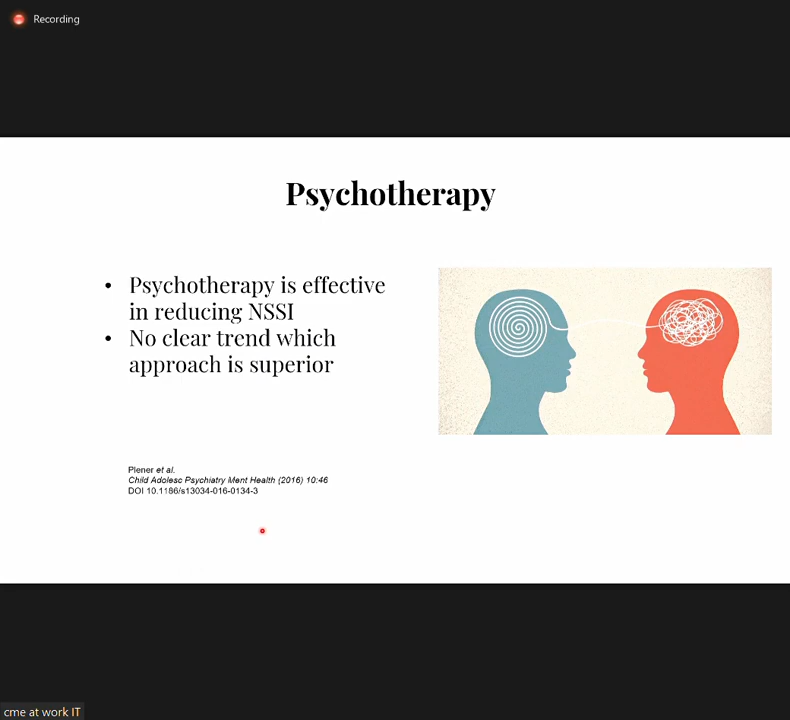 Recording
Psychotherapy
• Psychotherapy is effective
in reducing NSSI
• No clear trend which
approach is superior
Plener et al.
Child Adolesc Psychiatry Ment Health (2016) 10:46
DOI 10.1186/s13034-016-0134-3
cme at work IT